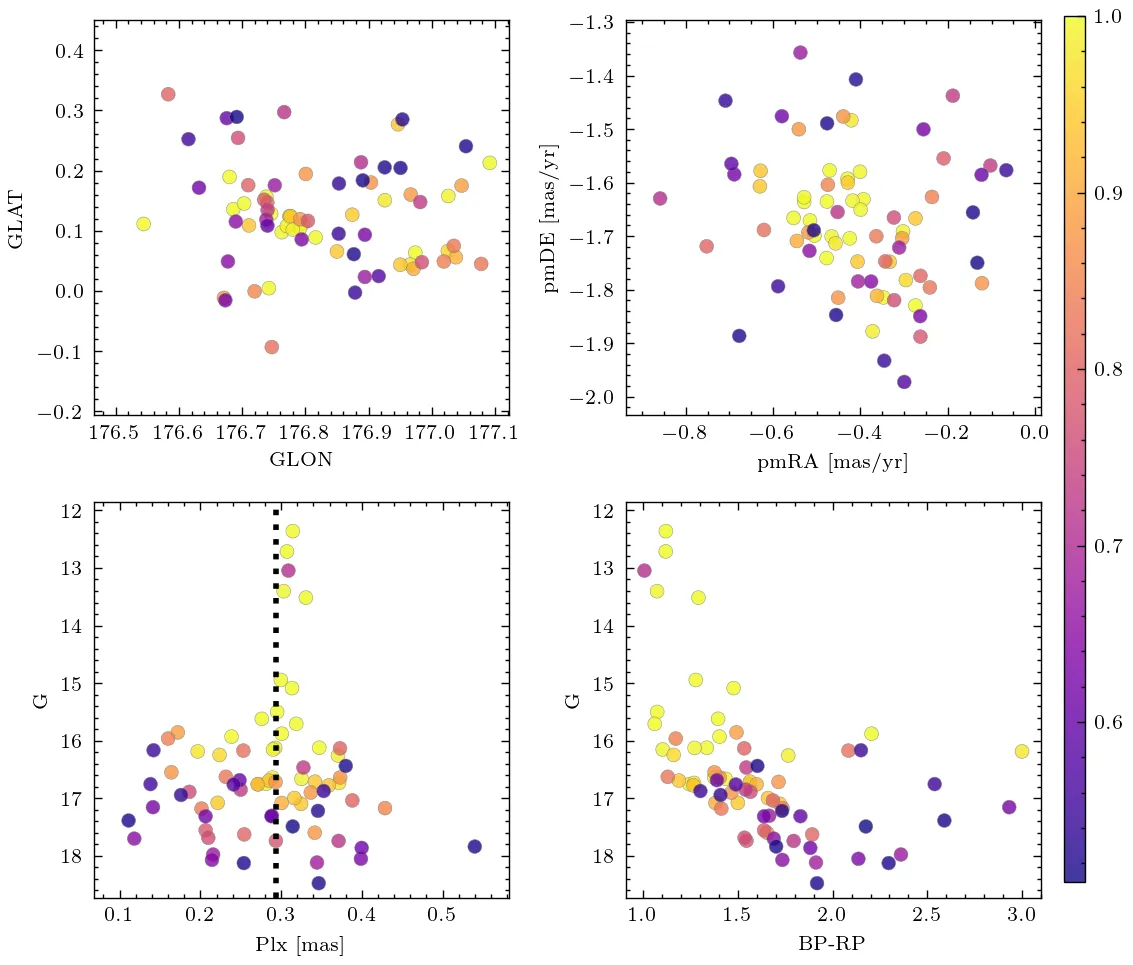 0.4
0.3
0.2
0.1
0.0
−0.1
−0.2
GLAT
176.5 176.6 176.7 176.8 176.9 177.0 177.1
GLON
−1.3
−1.4
−1.5
−1.6
−1.7
−1.8
−1.9
−2.0
pmDE [mas/yr]
−0.8 −0.6 −0.4 −0.2 0.0
pmRA [mas/yr]
1.0
0.9
0.8
0.7
0.6
12
13
14
15
16
17
18
G
0.1 0.2 0.3 0.4 0.5
Plx [mas]
12
13
14
15
16
17
18
G
1.0 1.5 2.0 2.5 3.0
BP-RP